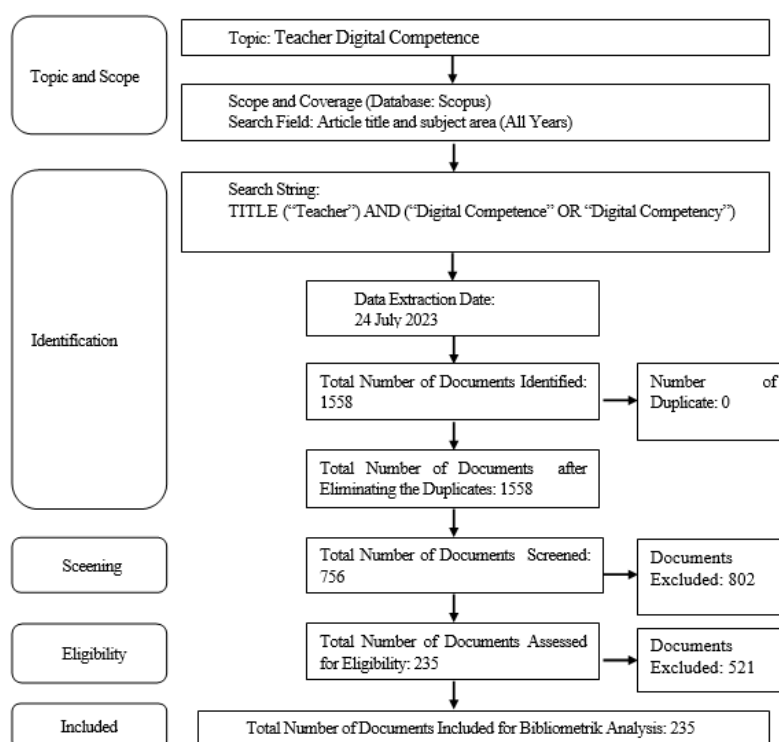 Topic and Scope
Topic: Teacher Digital Competence
Scope and Coverage (Database: Scopus)
Search Field: Article title and subject area (All Years)
Identification
Search String:
TITLE (“Teacher”) AND (“Digital Competence” OR “Digital Competency”)
Data Extraction Date:
24 July 2023
Total Number of Documents Identified:
1558
Number of
Duplicate: 0
Total Number of Documents after
Eliminating the Duplicates: 1558
Sceening
Total Number of Documents Screened:
756
Documents
Excluded: 802
Eligibility
Total Number of Documents Assessed
for Eligibility: 235
Documents
Excluded: 521
Included
Total Number of Documents Included for Bibliometrik Analysis: 235